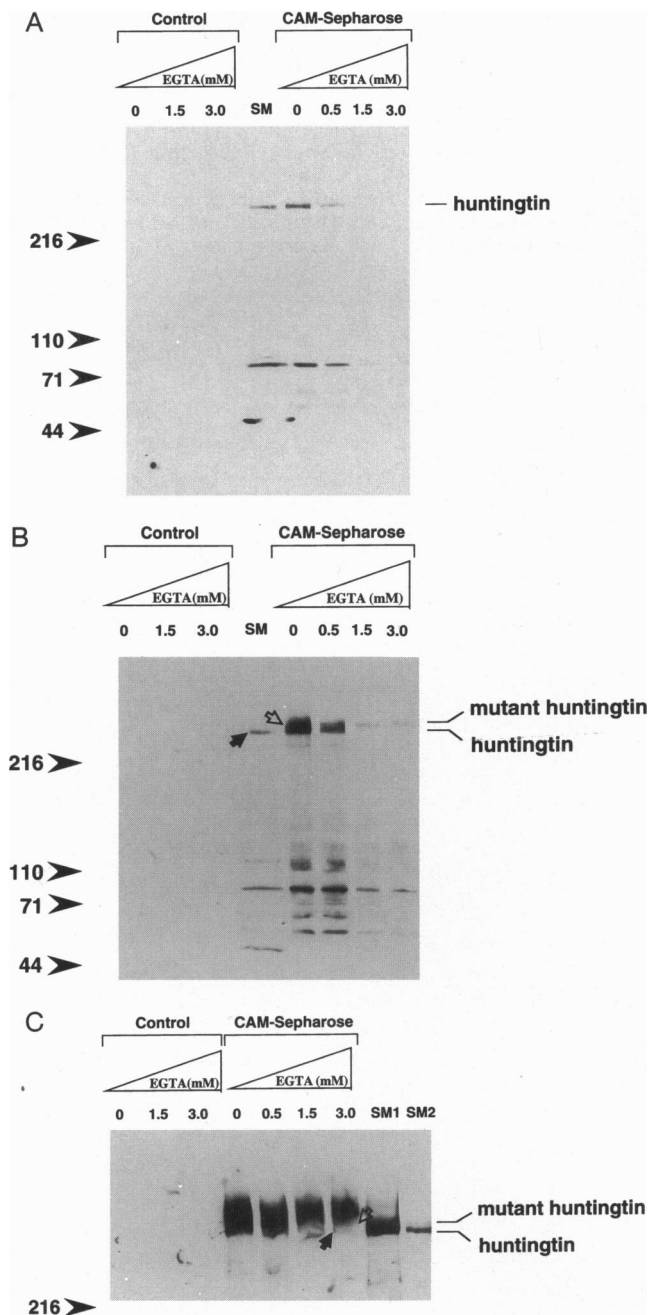 A
Control
CAM-Sepharose
EGTA(mM)
EGTA(mM)
0 1.5 3.0 SM 0 0.5 1.5 3.0
huntingtin
216
110
71
44
B
Control
CAM-Sepharose
EGTA(mM)
EGTA (mM)
0 1.5 3.0 SM 0 0.5 1.5 3.0
mutant huntingtin
huntingtin
216
110
71
44
C
Control
CAM-Sepharose
EGTA(mM)
EGTA (mM)
0 1.5 3.0 0 0.5 1.5 3.0 SM1 SM2
mutant huntingtin
huntingtin
216